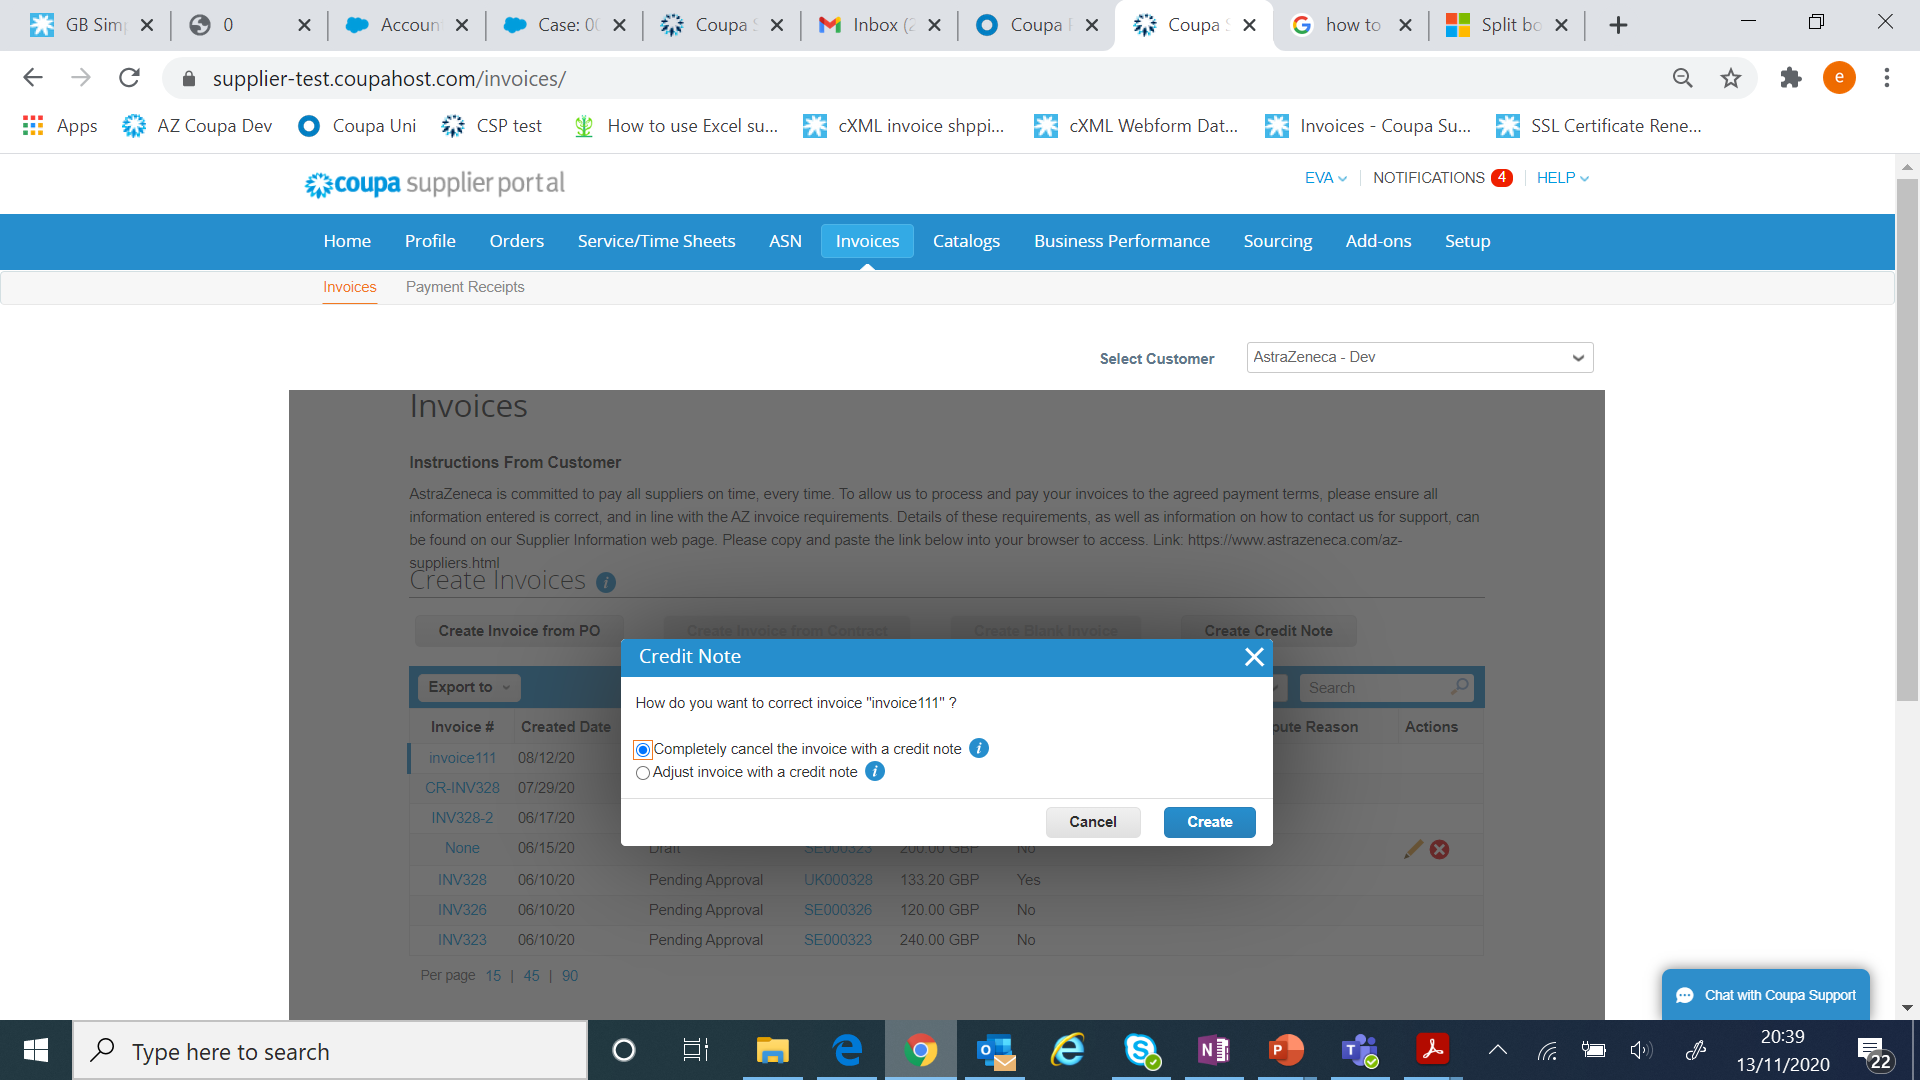 GB Sim
0
Accoun
Case: 00
Coupa S
Inbox (2
Coupa
Coupa S
how to
Split bo
supplier-test.coupahost.com/invoices/
e
Apps
AZ Coupa Dev
Coupa Uni
CSP test
How to use Excel su...
cXML invoice shppi...
cXML Webform Dat...
Invoices - Coupa Su...
SSL Certificate Rene...
coupa supplier portal
EVA
NOTIFICATIONS 4
HELP
Home Profile Orders Service/Time Sheets ASN Invoices Catalogs Business Performance Sourcing Add-ons Setup
Invoices Payment Receipts
Select Customer AstraZeneca - Dev
Invoices
Instructions From Customer
AstraZeneca is committed to pay all suppliers on time, every time. To allow us to process and pay your invoices to the agreed payment terms, please ensure all
information entered is correct, and in line with the AZ invoice requirements. Details of these requirements, as well as information on how to contact us for support, can
be found on our Supplier Information web page. Please copy and paste the link below into your browser to access. Link: https://www.astrazeneca.com/az-
suppliers.html
Create Invoices i
Create Invoice from PO Create Invoice from Contract Create Blank Invoice Create Credit Note
Credit Note
How do you want to correct invoice "invoice111" ?
Completely cancel the invoice with a credit note i
Adjust invoice with a credit note i
Cancel Create
Export to Search
Invoice # Created Date pute Reason Actions
invoice111 08/12/20
CR-INV328 07/29/20
INV328-2 06/17/20
None 06/15/20 Draft SE000323 200.00 GBP No
INV328 06/10/20 Pending Approval UK000328 133.20 GBP Yes
INV326 06/10/20 Pending Approval SE000326 120.00 GBP No
INV323 06/10/20 Pending Approval SE000323 240.00 GBP No
Per page 15 | 45 | 90
Chat with Coupa Support
Type here to search
20:39
13/11/2020
22